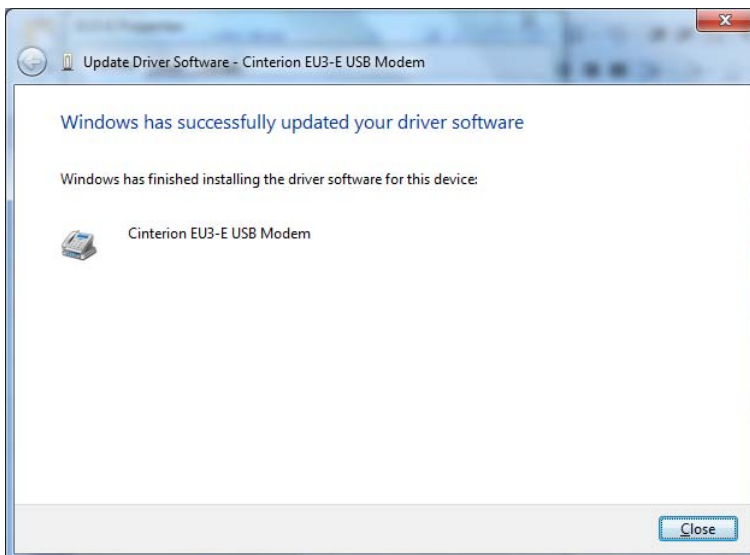 Update Driver Software - Cinterion EU3-E USB Modem
Windows has successfully updated your driver software
Windows has finished installing the driver software for this device:
Cinterion EU3-E USB Modem
Close